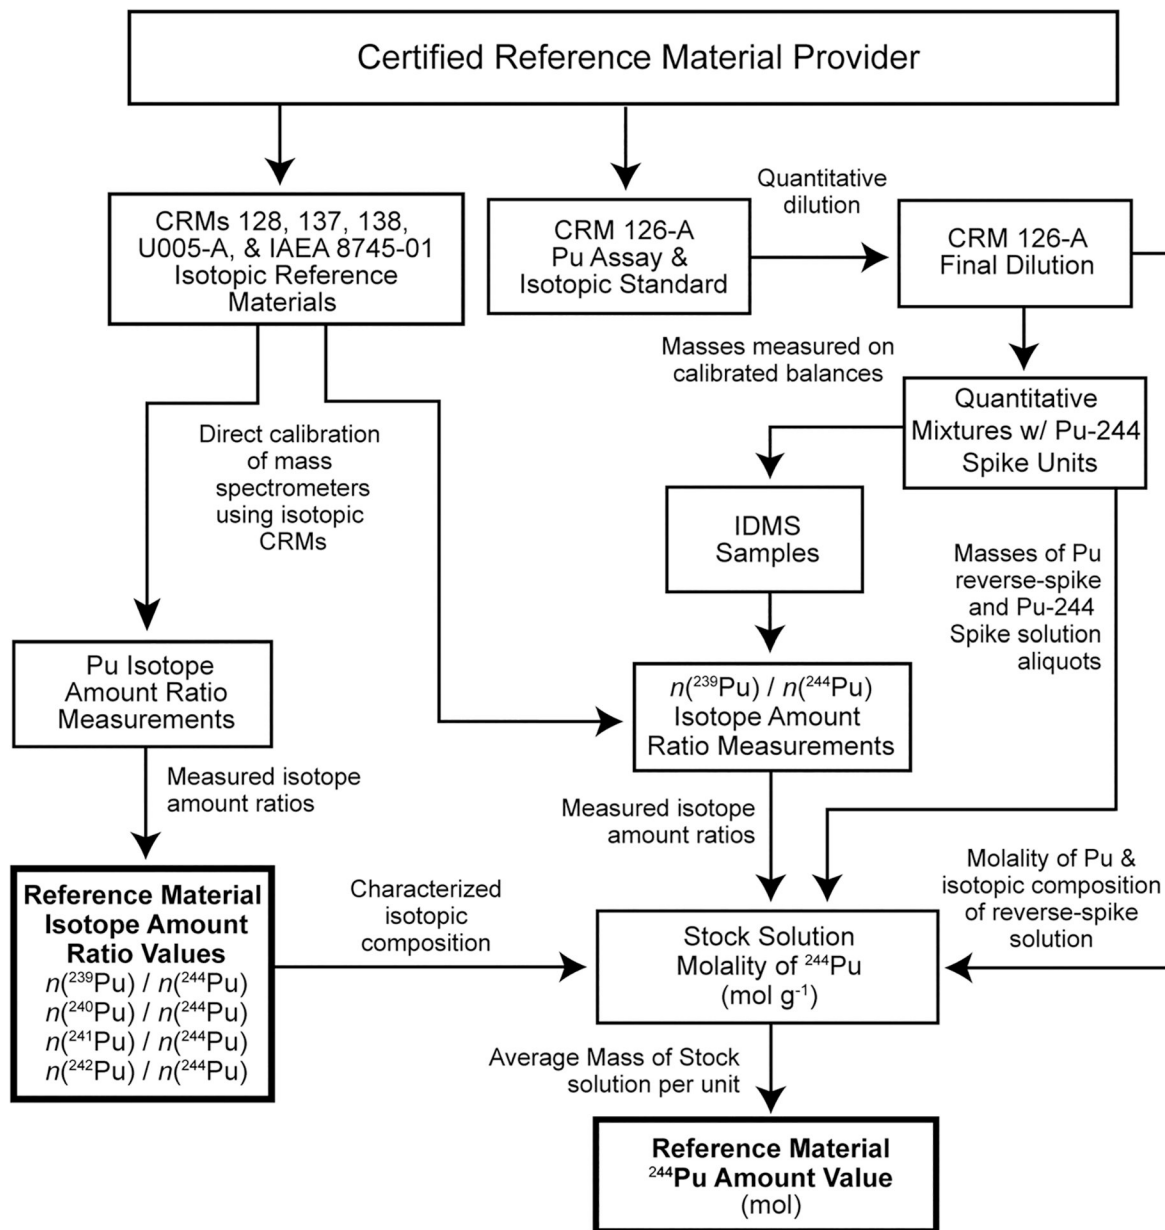 Certified Reference Material Provider
CRMs 128, 137, 138,
U005-A, & IAEA 8745-01
Isotopic Reference
Materials
CRM 126-A
Pu Assay &
Isotopic Standard
Quantitative
dilution
CRM 126-A
Final Dilution
Masses measured on
calibrated balances
Quantitative
Mixtures w/ Pu-244
Spike Units
Direct calibration
of mass
spectrometers
using isotopic
CRMs
IDMS
Samples
Masses of Pu
reverse-spike
and Pu-244
Spike solution
aliquots
Pu Isotope
Amount Ratio
Measurements
n(²³⁹Pu) / n(²⁴⁴Pu)
Isotope Amount
Ratio Measurements
Measured isotope
amount ratios
Measured isotope
amount ratios
Reference Material
Isotope Amount
Ratio Values
n(²³⁹Pu) / n(²⁴⁴Pu)
n(²⁴⁰Pu) / n(²⁴⁴Pu)
n(²⁴¹Pu) / n(²⁴⁴Pu)
n(²⁴²Pu) / n(²⁴⁴Pu)
Characterized
isotopic
composition
Stock Solution
Molality of ²⁴⁴Pu
(mol g⁻¹)
Molality of Pu &
isotopic composition
of reverse-spike
solution
Average Mass of Stock
solution per unit
Reference Material
²⁴⁴Pu Amount Value
(mol)